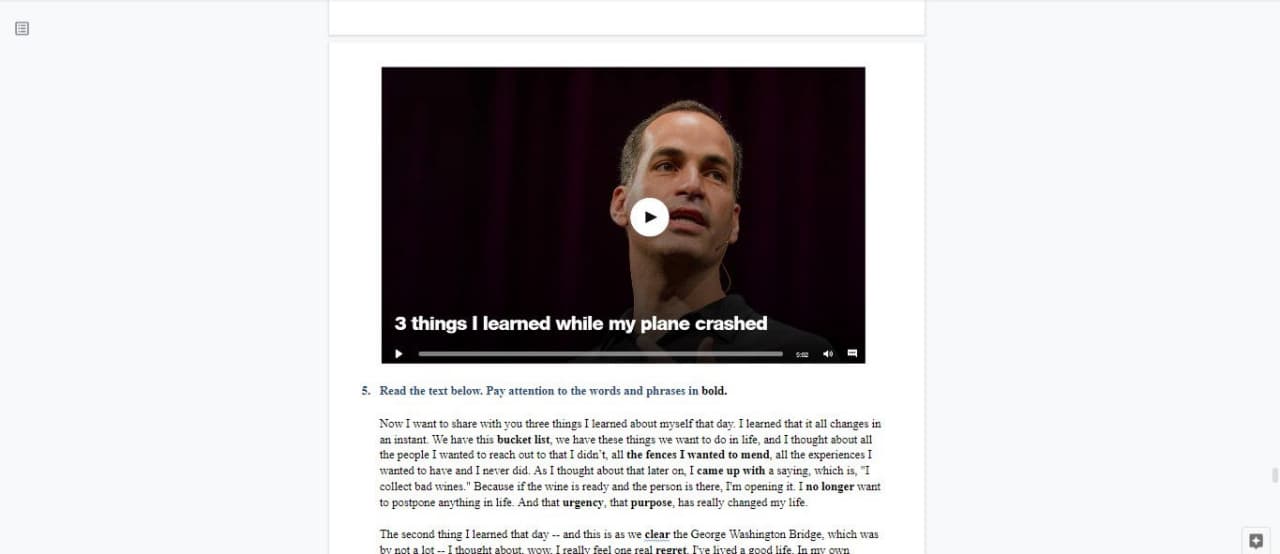 3 things I learned while my plane crashed
5:02
5. Read the text below. Pay attention to the words and phrases in bold.
Now I want to share with you three things I learned about myself that day. I learned that it all changes in
an instant. We have this bucket list, we have these things we want to do in life, and I thought about all
the people I wanted to reach out to that I didn't, all the fences I wanted to mend, all the experiences I
wanted to have and I never did. As I thought about that later on, I came up with a saying, which is, "I
collect bad wines." Because if the wine is ready and the person is there, I'm opening it. I no longer want
to postpone anything in life. And that urgency, that purpose, has really changed my life.
The second thing I learned that day -- and this is as we clear the George Washington Bridge, which was
by not a lot -- I thought about, wow, I really feel one real regret. I've lived a good life. In my own